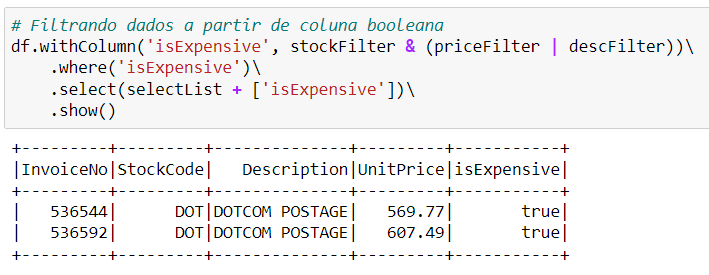 # Filtrando dados a partir de coluna booleana
df.withColumn('isExpensive', stockFilter & (priceFilter | descFilter))\
    .where('isExpensive')\
    .select(selectList + ['isExpensive'])\
    .show()
+---------+---------+--------------+---------+-----------+
|InvoiceNo|StockCode|   Description|UnitPrice|isExpensive|
+---------+---------+--------------+---------+-----------+
|   536544|      DOT|DOTCOM POSTAGE|   569.77|       true|
|   536592|      DOT|DOTCOM POSTAGE|   607.49|       true|
+---------+---------+--------------+---------+-----------+